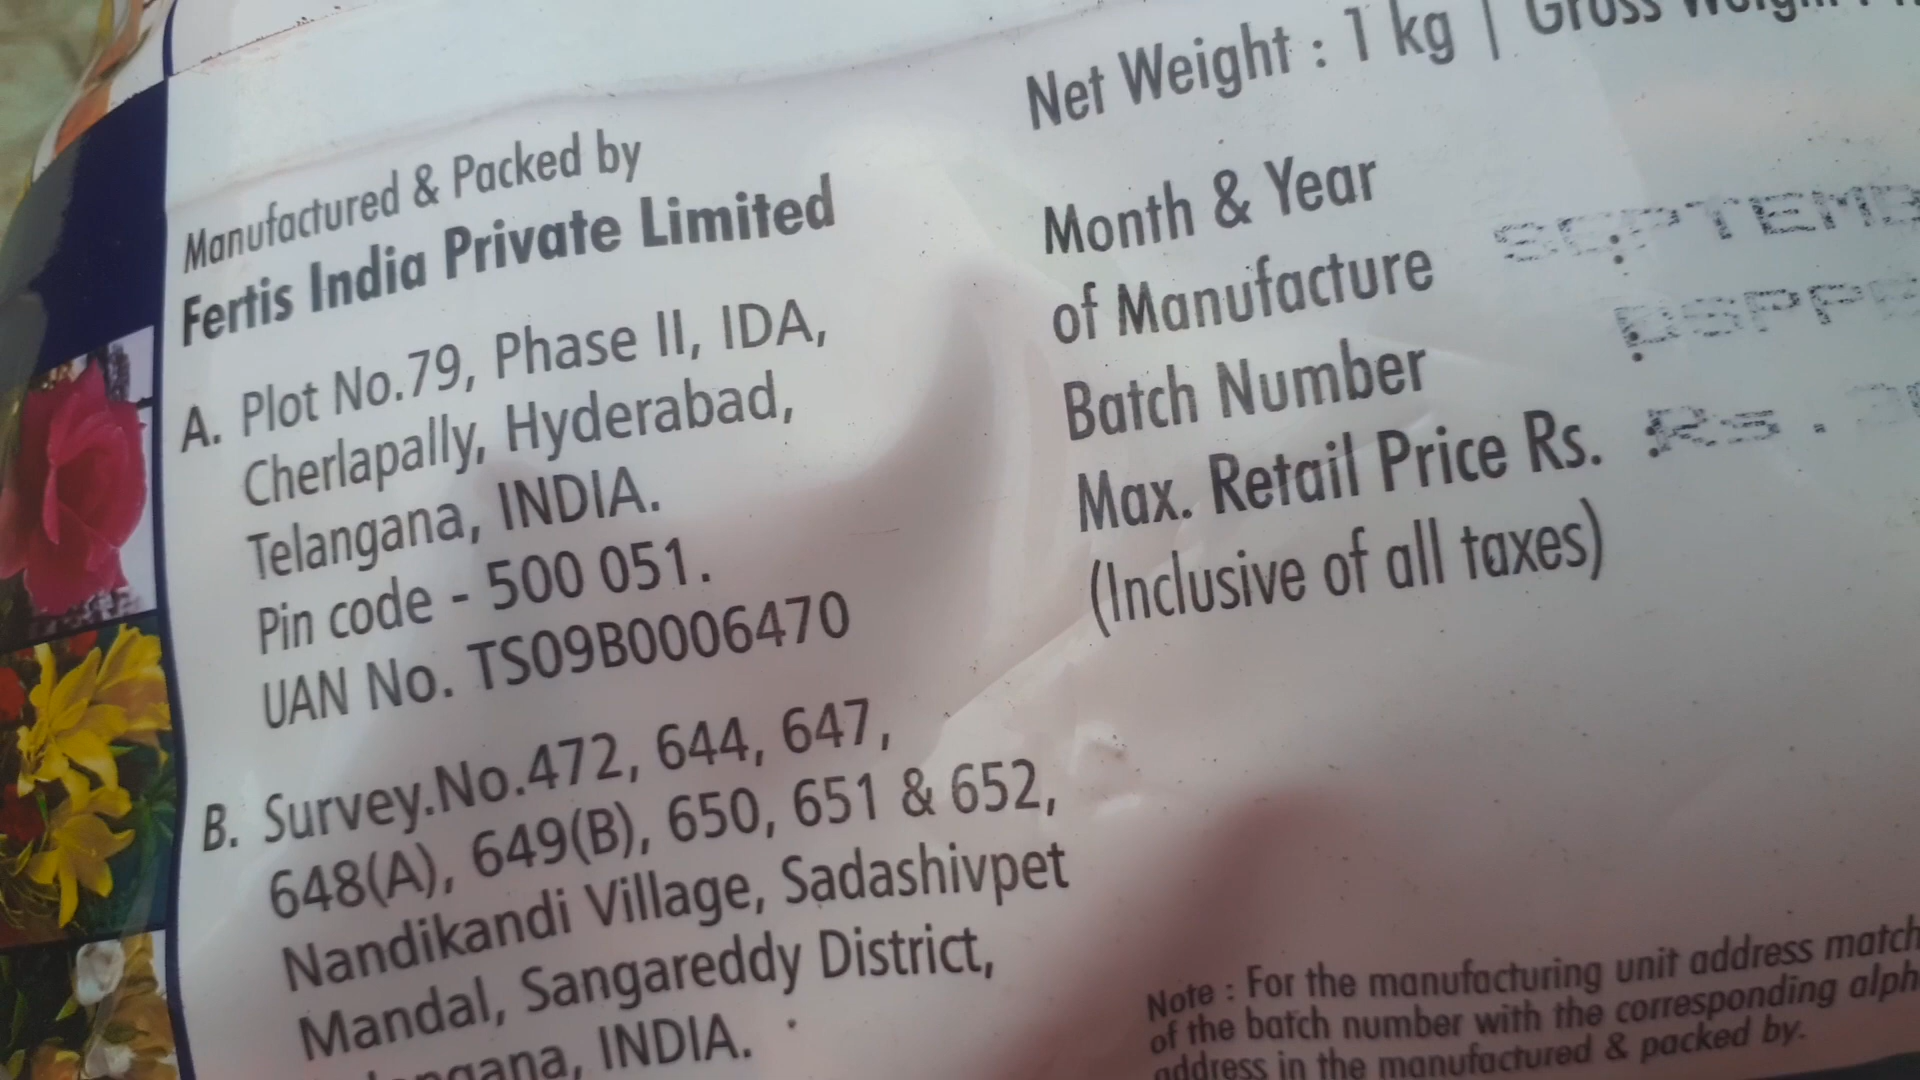 Manufactured & Packed by
Fertis India Private Limited
A. Plot No.79, Phase II, IDA,
Cherlapally, Hyderabad,
Telangana, INDIA.
Pin code - 500 051.
UAN No. TS09B0006470
B. Survey.No.472, 644, 647,
648(A), 649(B), 650, 651 & 652,
Nandikandi Village, Sadashivpet
Mandal, Sangareddy District,
INDIA.
Net Weight : 1 kg | Gross Weight :
Month & Year
of Manufacture SEPTEMB
Batch Number
Max. Retail Price Rs. Rs.
(Inclusive of all taxes)
Note : For the manufacturing unit address match
of the batch number with the corresponding alph
address in the manufactured & packed by.